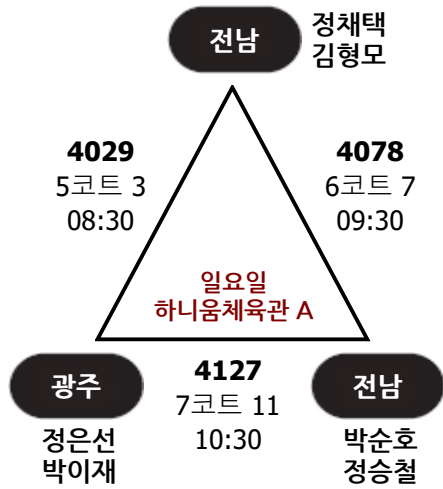 전남
정채택
김형모
4029
5코트 3
08:30
4078
6코트 7
09:30
일요일
하니움체육관 A
광주
정은선
박이재
4127
7코트 11
10:30
전남
박순호
정승철